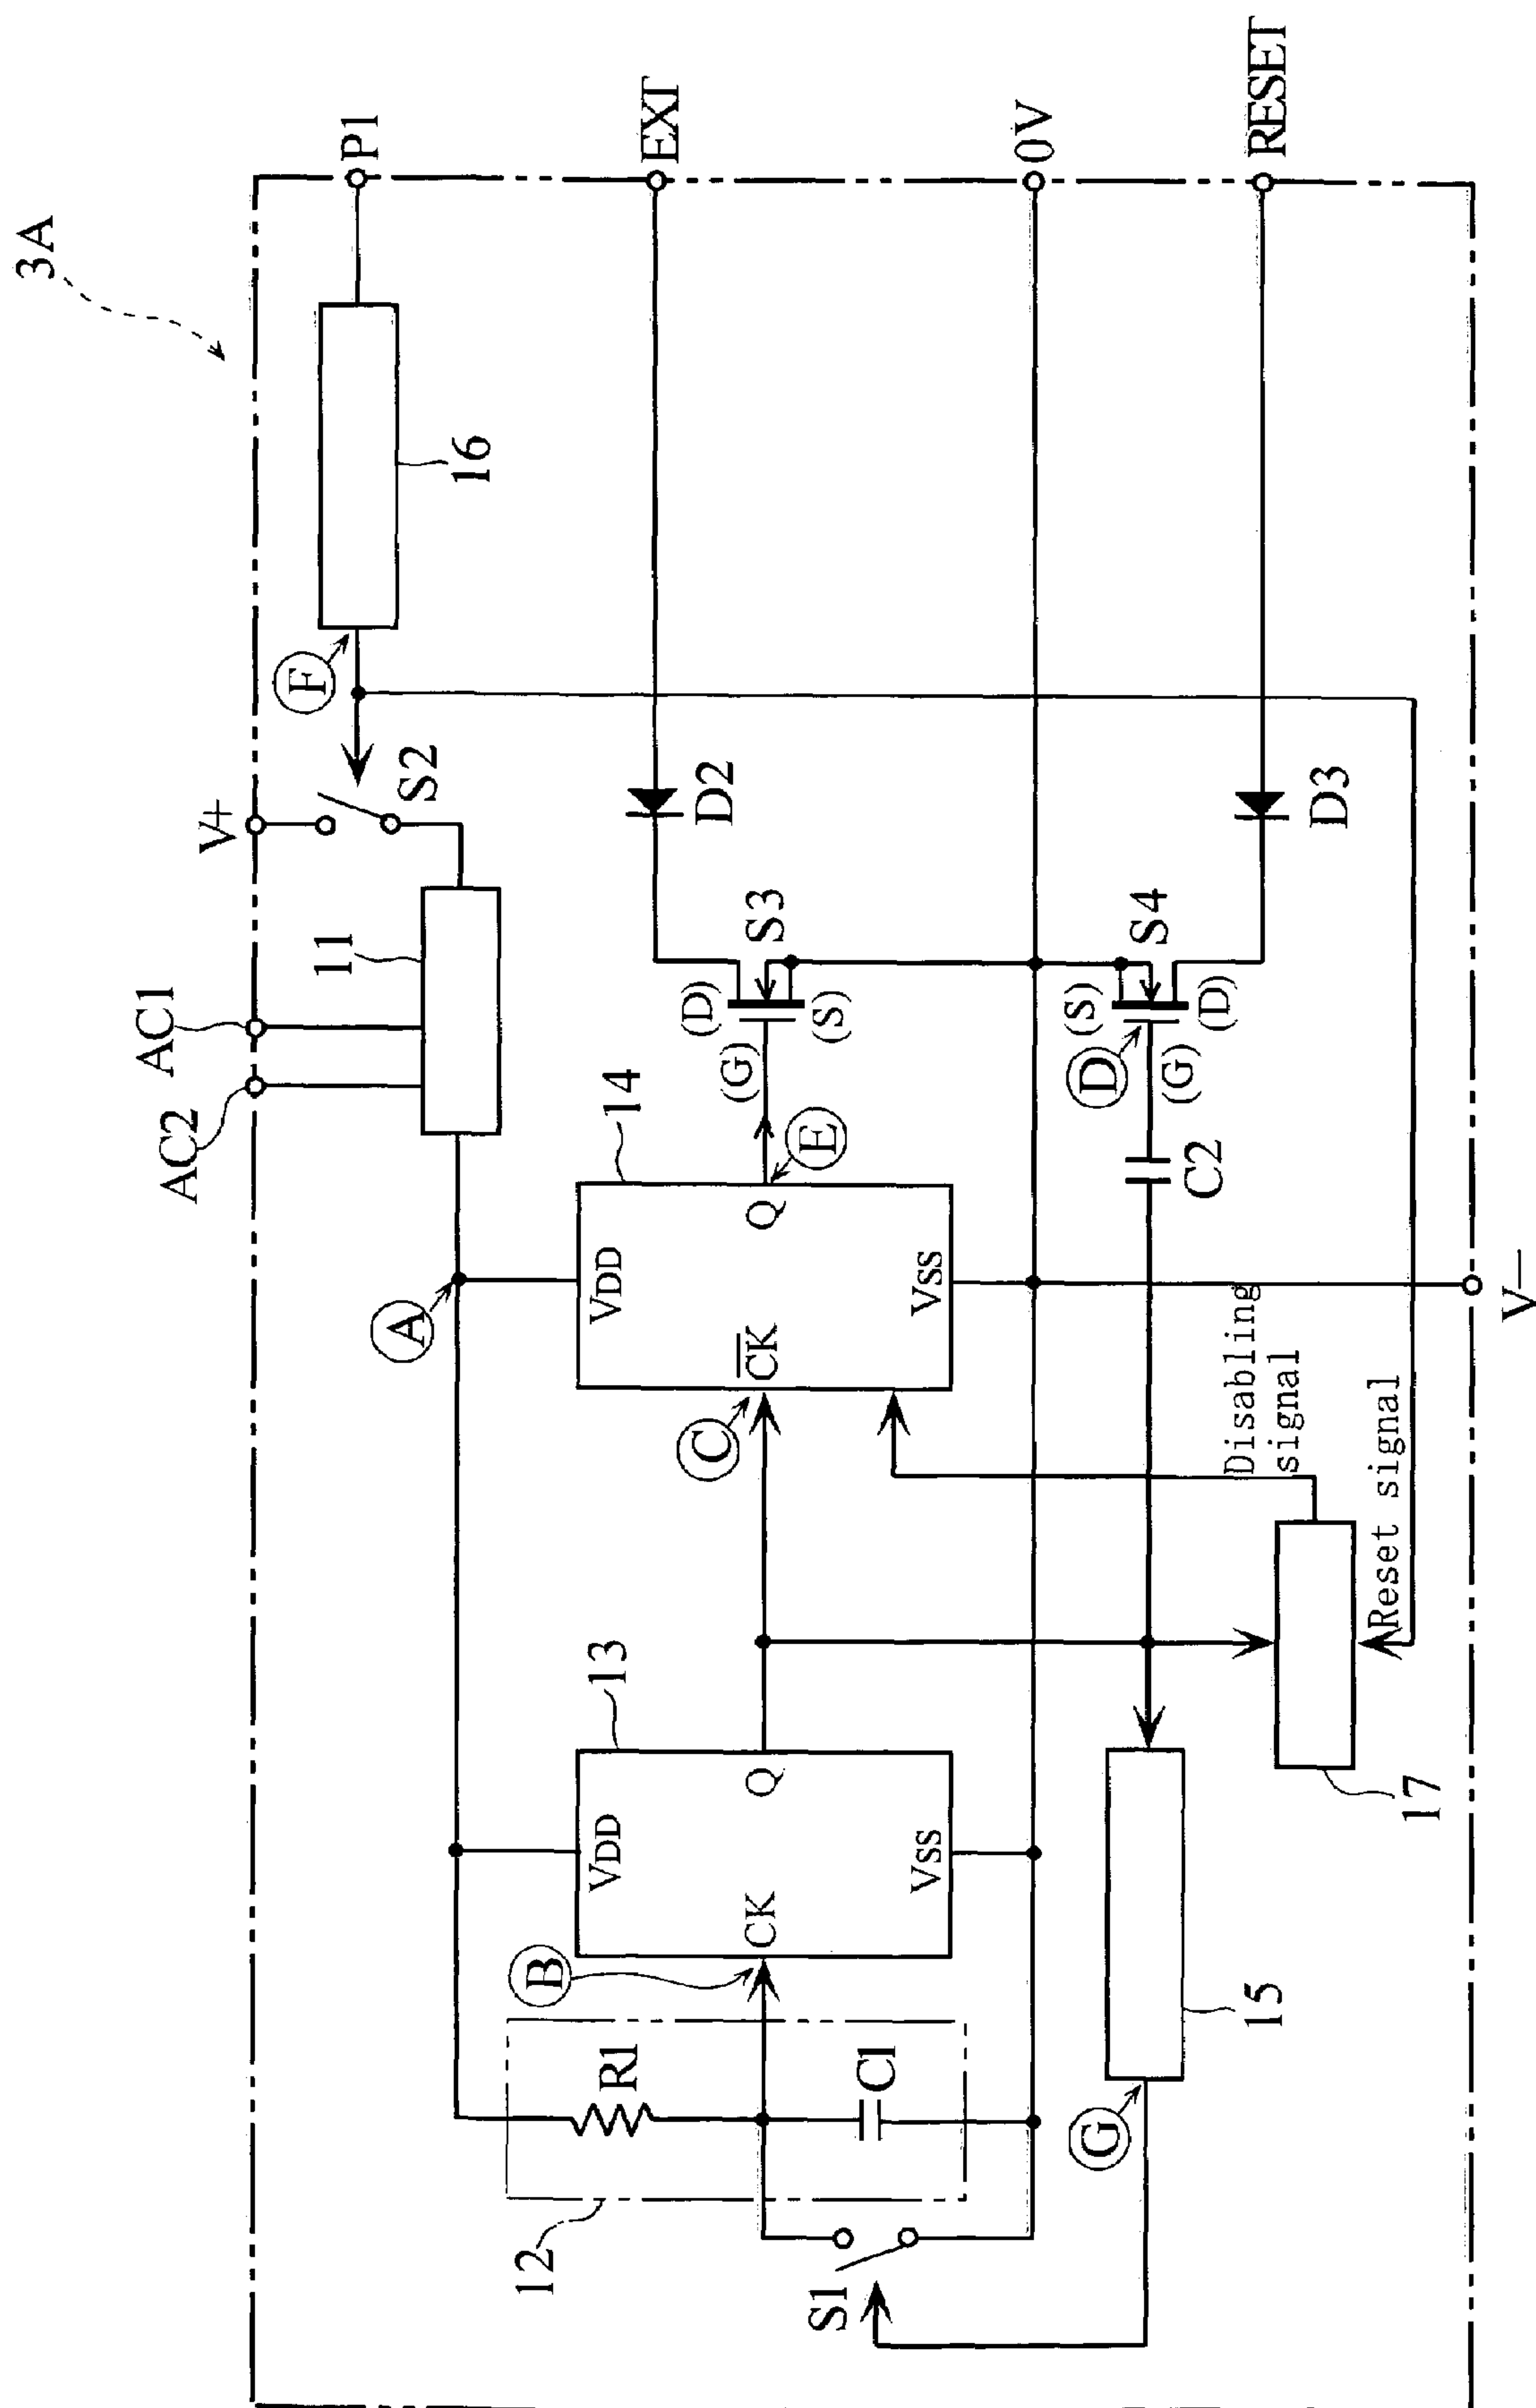 3A
P1
EXT
0V
RESET
16
F
V+
S2
AC1
AC2
11
A
D2
D3
S3
(D)
(G)
(S)
S4
(S)
(G)
(D)
D
14
VDD
Q
E
C̅K̅
VSS
C
C2
V−
Disabling
signal
Reset signal
13
VDD
Q
CK
VSS
B
17
15
G
R1
C1
12
S1